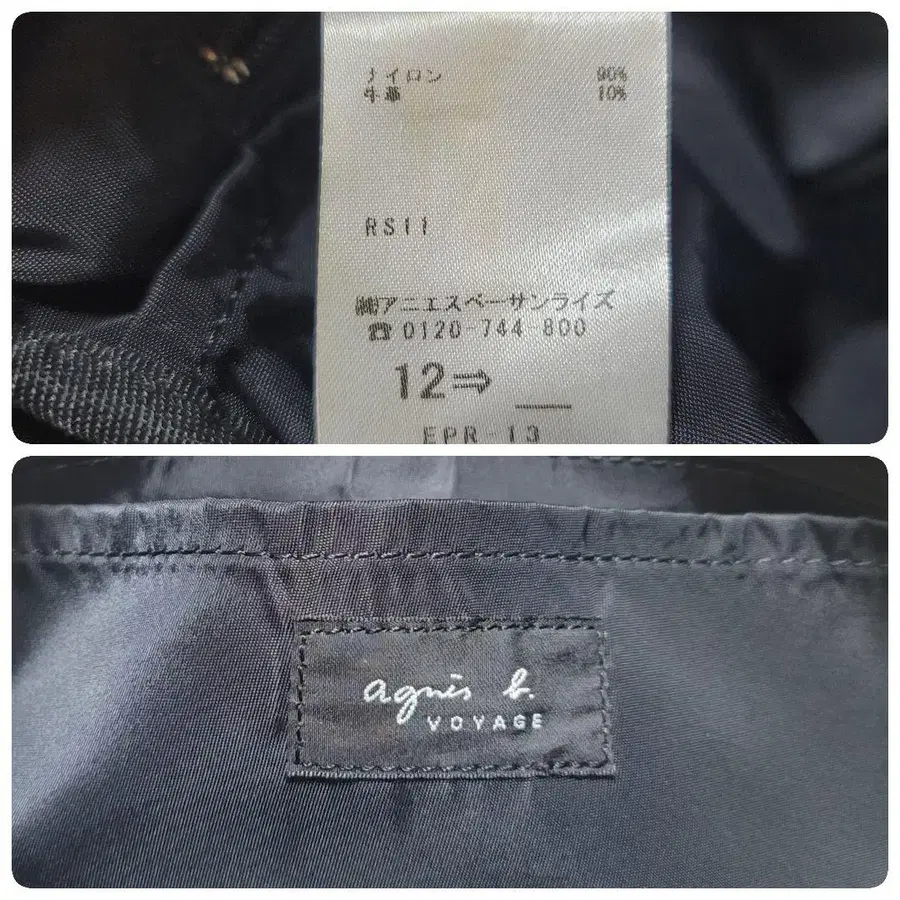 ナイロン 90%
牛革 10%
RS11
㈱アニエスベーサンライズ
☎0120-744-800
12⇒
EPR-13
agnès b.
VOYAGE